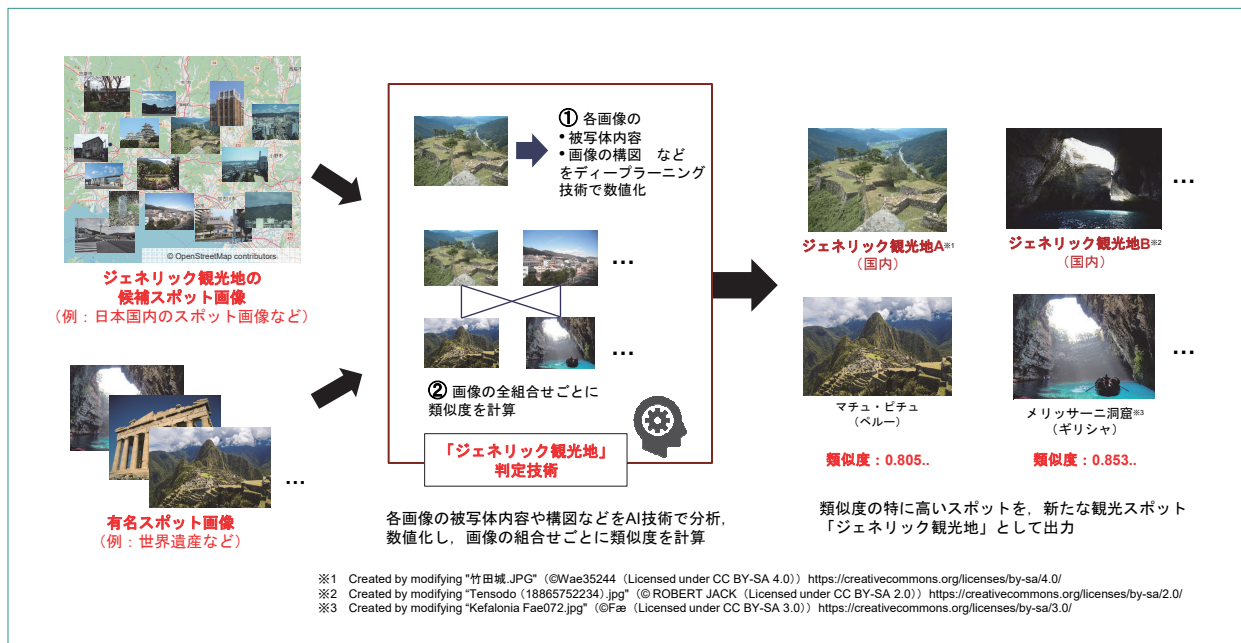 © OpenStreetMap contributors
ジェネリック観光地の
候補スポット画像
（例：日本国内のスポット画像など）
有名スポット画像
（例：世界遺産など）
...
① 各画像の
• 被写体内容
• 画像の構図　など
をディープラーニング
技術で数値化
...
...
② 画像の全組合せごとに
類似度を計算
「ジェネリック観光地」
判定技術
各画像の被写体内容や構図などをAI技術で分析，
数値化し，画像の組合せごとに類似度を計算
ジェネリック観光地A※1
（国内）
ジェネリック観光地B※2
（国内）
...
マチュ・ピチュ
（ペルー）
メリッサーニ洞窟※3
（ギリシャ）
...
類似度：0.805..
類似度：0.853..
類似度の特に高いスポットを，新たな観光スポット
「ジェネリック観光地」として出力
※1　Created by modifying "竹田城.JPG"（©Wae35244（Licensed under CC BY-SA 4.0））https://creativecommons.org/licenses/by-sa/4.0/
※2　Created by modifying “Tensodo（18865752234）.jpg"（© ROBERT JACK（Licensed under CC BY-SA 2.0））https://creativecommons.org/licenses/by-sa/2.0/
※3　Created by modifying “Kefalonia Fae072.jpg"（©Fæ（Licensed under CC BY-SA 3.0））https://creativecommons.org/licenses/by-sa/3.0/